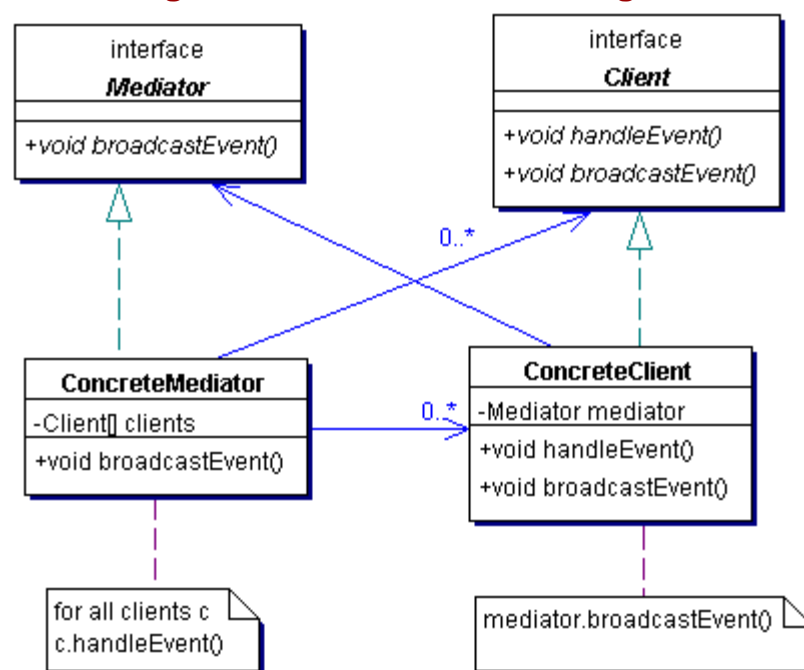 interface
Mediator
+void broadcastEvent()
interface
Client
+void handleEvent()
+void broadcastEvent()
0..*
ConcreteMediator
-Client[] clients
+void broadcastEvent()
0..*
ConcreteClient
-Mediator mediator
+void handleEvent()
+void broadcastEvent()
for all clients c
c.handleEvent()
mediator.broadcastEvent()